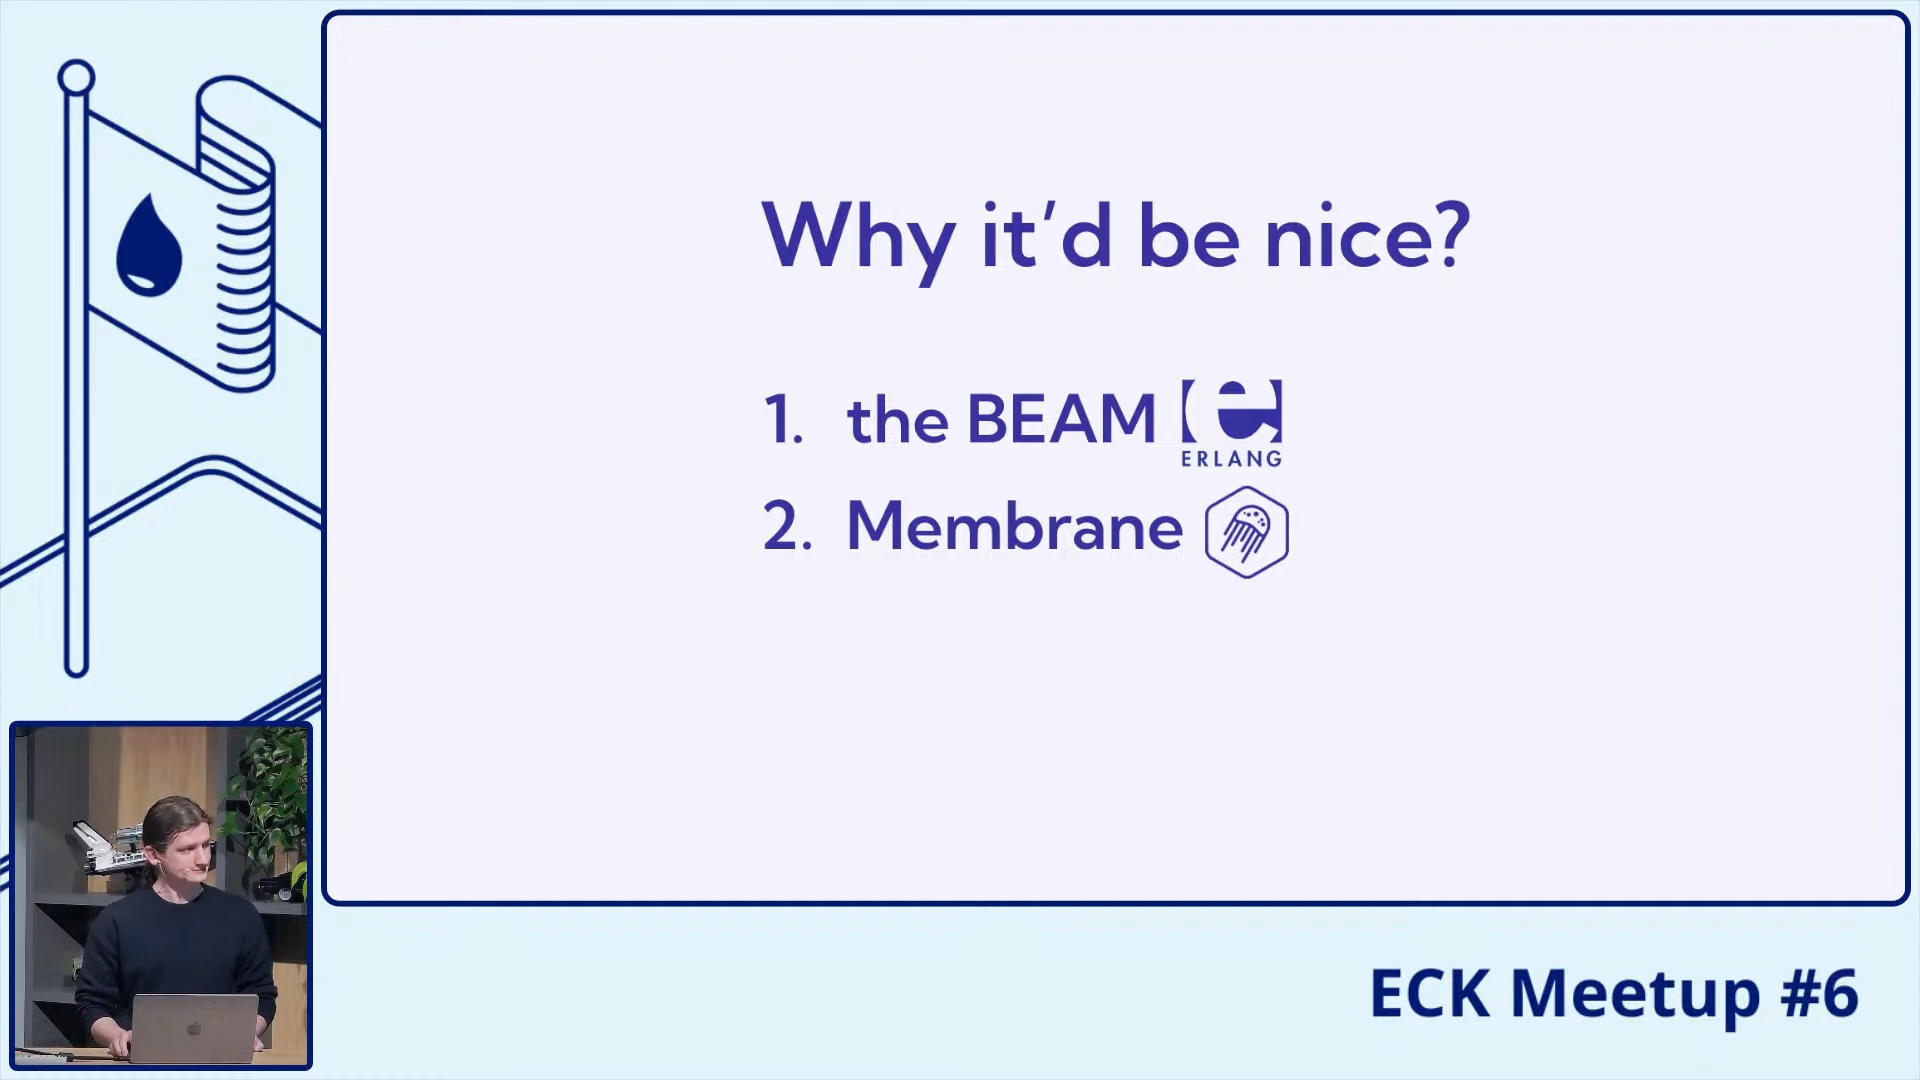 Why it’d be nice?
1. the BEAM
ERLANG
2. Membrane
ECK Meetup #6